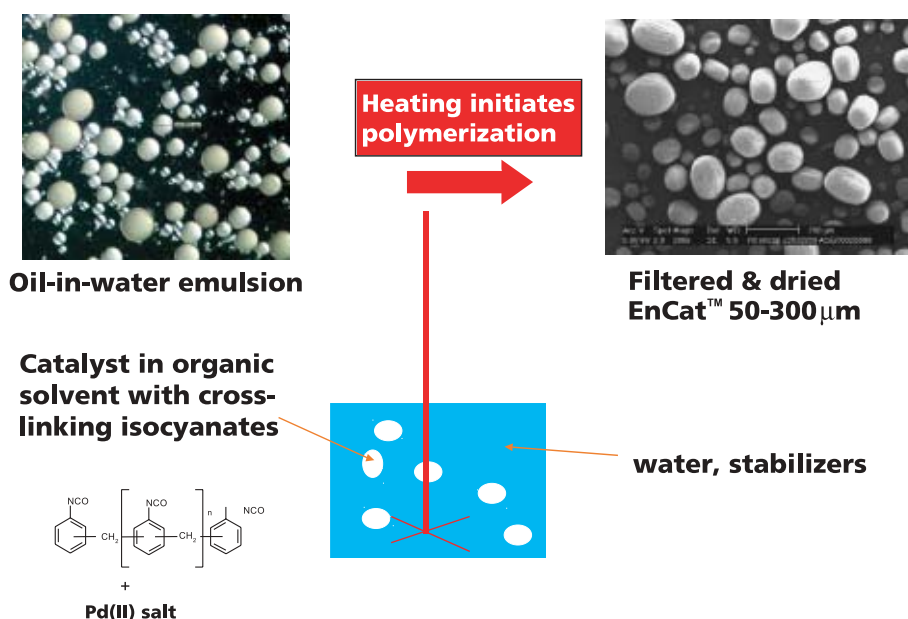 Heating initiates
polymerization
Oil-in-water emulsion
Filtered & dried
EnCat™ 50-300μm
Catalyst in organic
solvent with cross-
linking isocyanates
water, stabilizers
NCO
NCO
n
NCO
CH2
CH2
+
Pd(II) salt